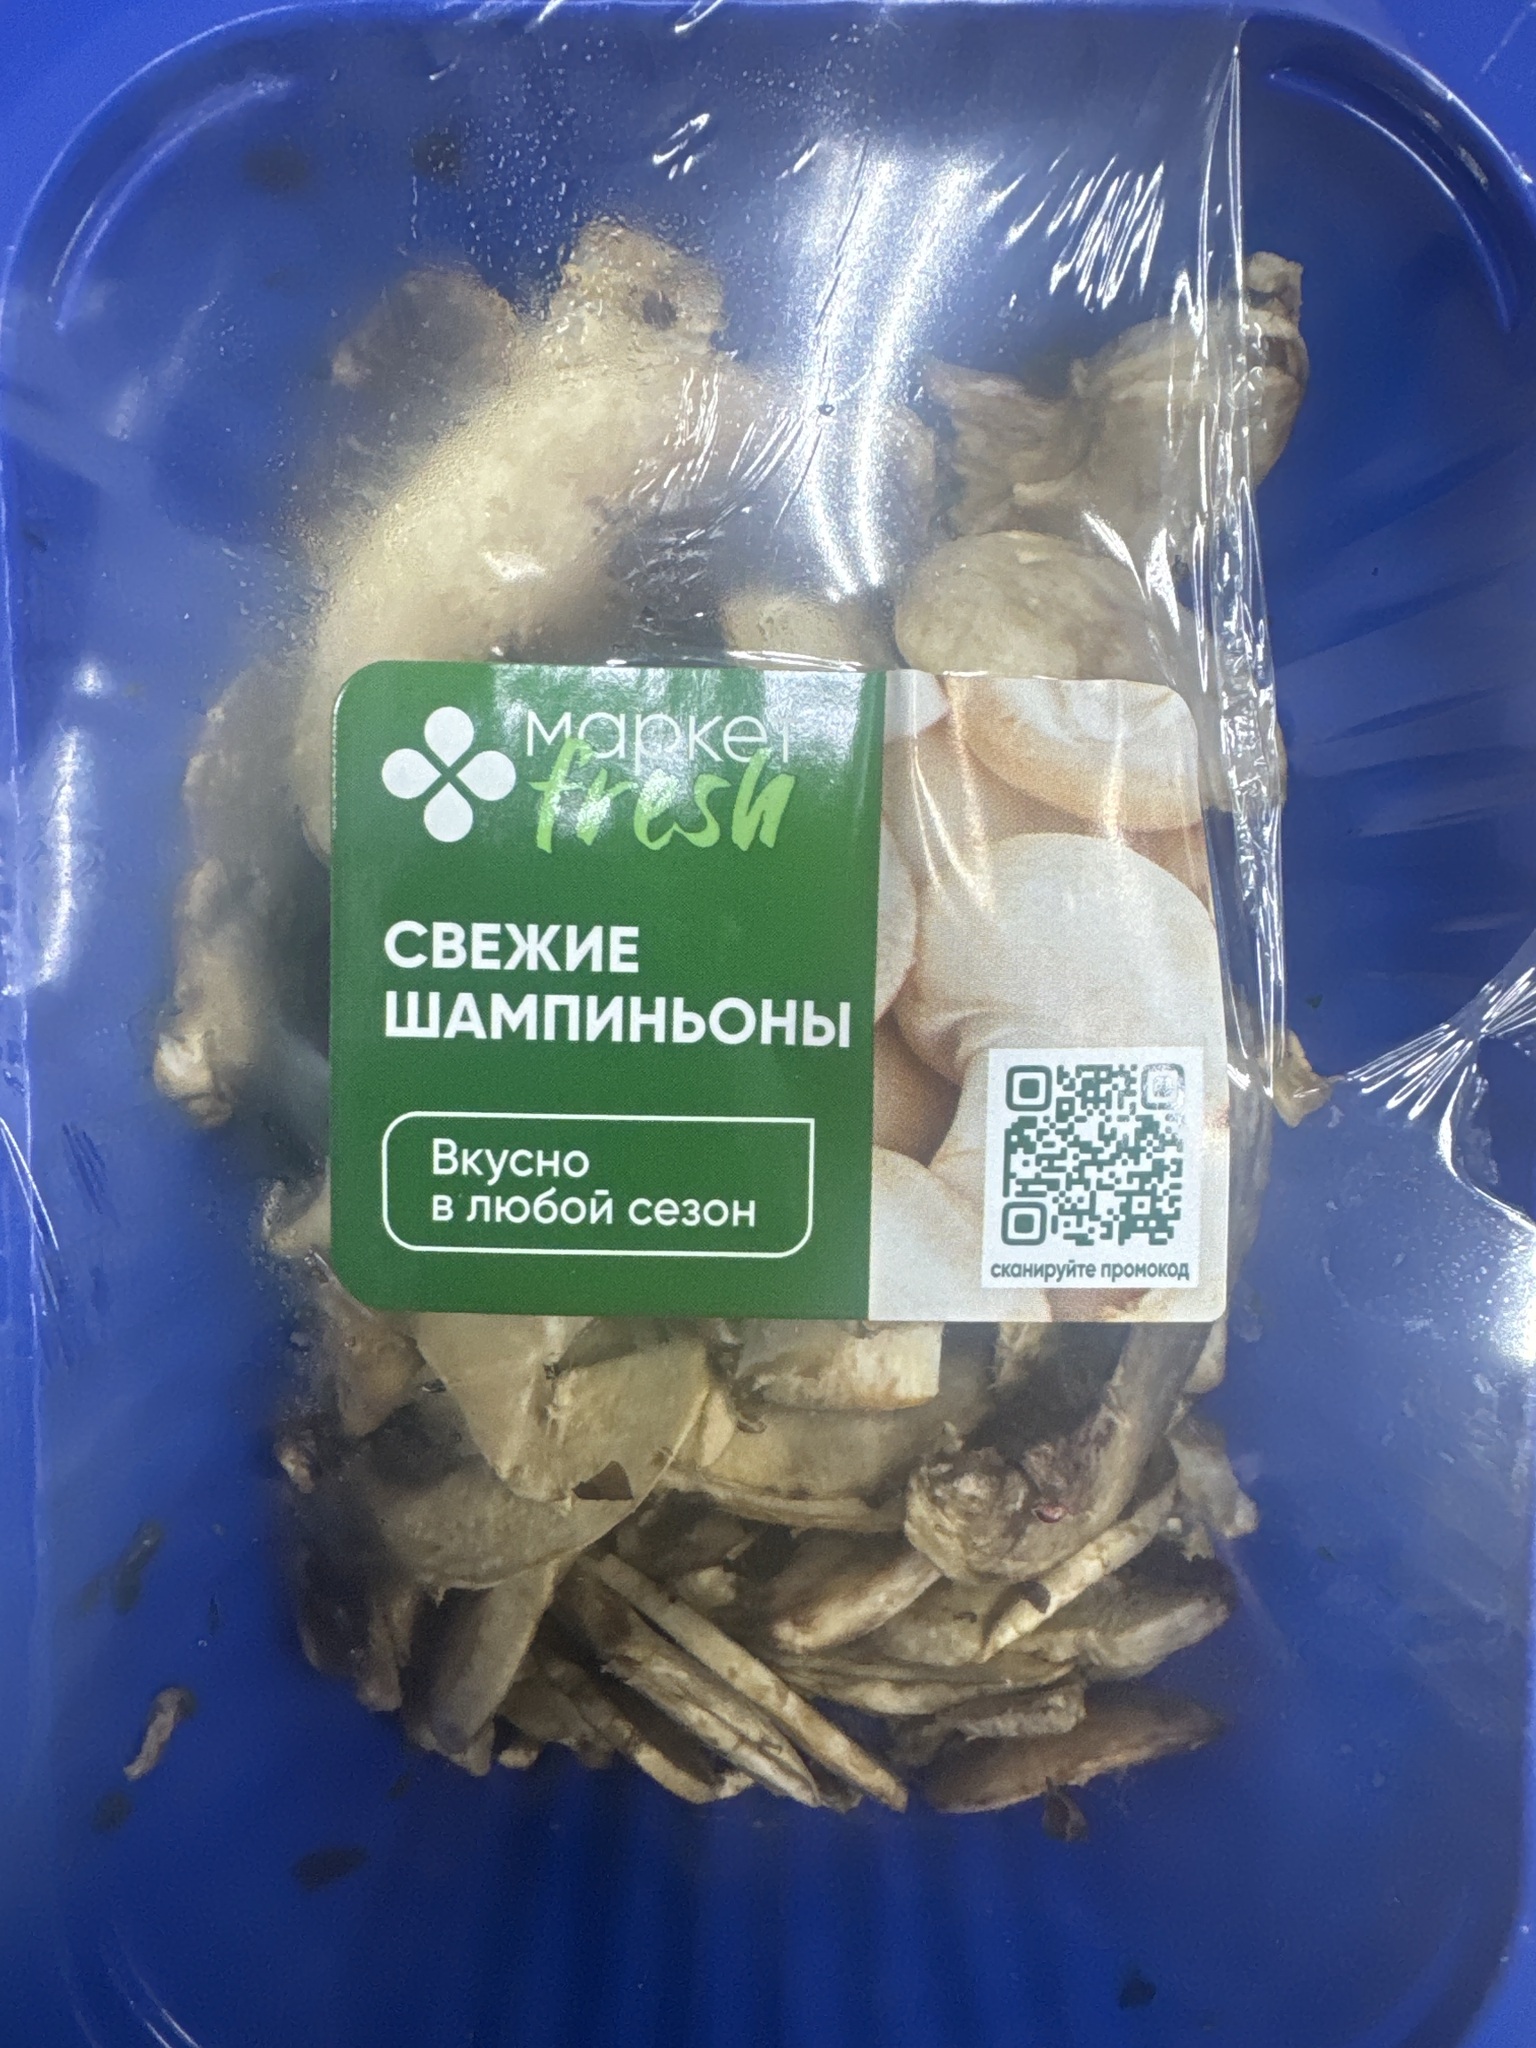 маркет
fresh
СВЕЖИЕ
ШАМПИНЬОНЫ
Вкусно
в любой сезон
сканируйте промокод